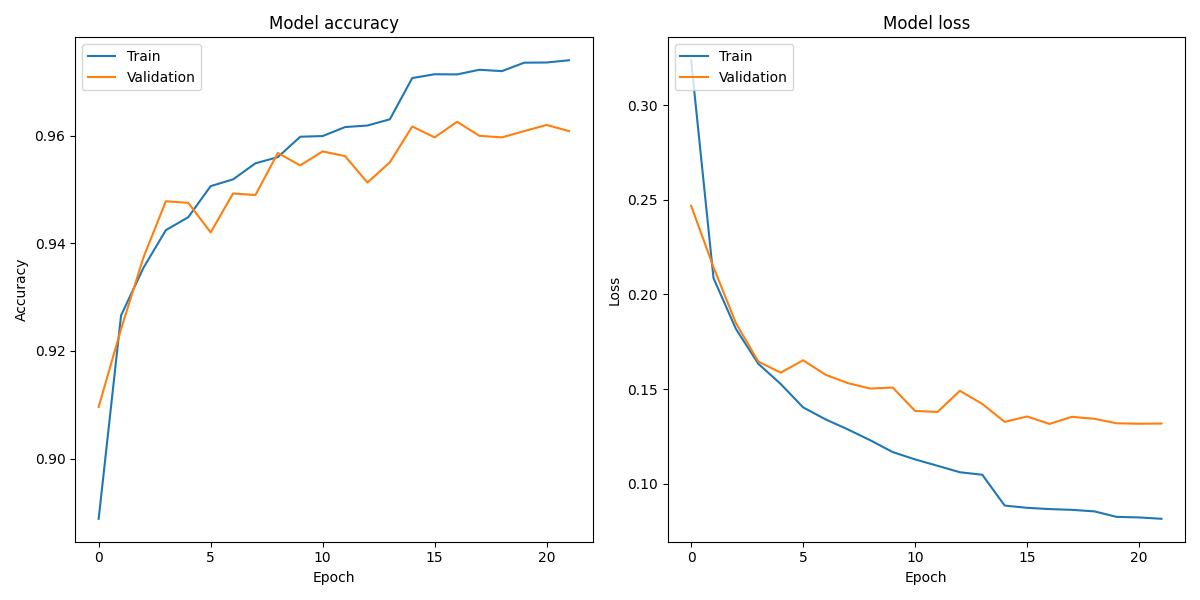 Model accuracy
Train
Validation
0.96
0.94
0.92
0.90
Accuracy
0
5
10
15
20
Epoch
Model loss
Train
Validation
0.30
0.25
0.20
0.15
0.10
Loss
0
5
10
15
20
Epoch